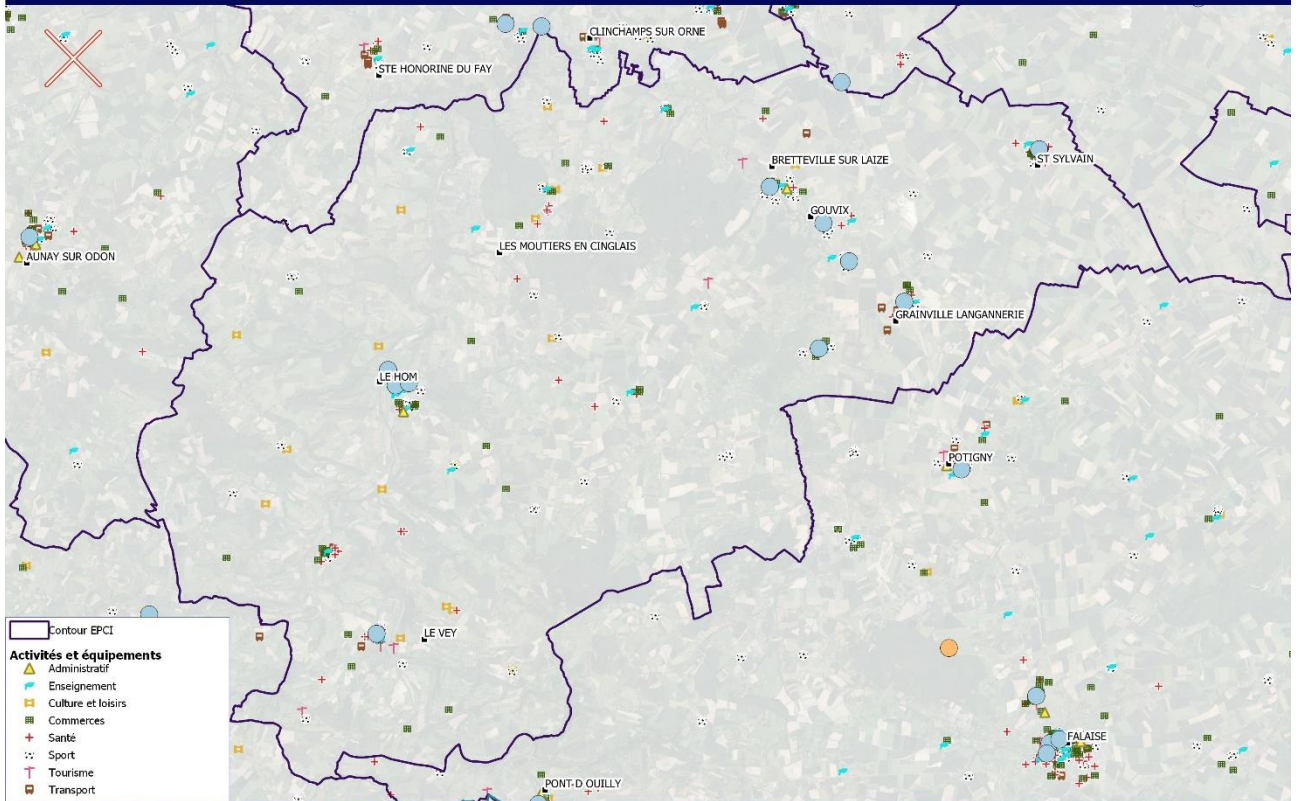 CLINCHAMPS SUR ORNE
STE HONORINE DU FAY
BRETTEVILLE SUR LAIZE
ST SYLVAIN
GOUVIX
LES MOUTIERS EN CINGLAIS
AUNAY SUR ODON
GRAINVILLE LANGANNERIE
LE HOM
POTIGNY
LE VEY
FALAISE
PONT-D OUILLY
Contour EPCI
Activités et équipements
Administratif
Enseignement
Culture et loisirs
Commerces
Santé
Sport
Tourisme
Transport